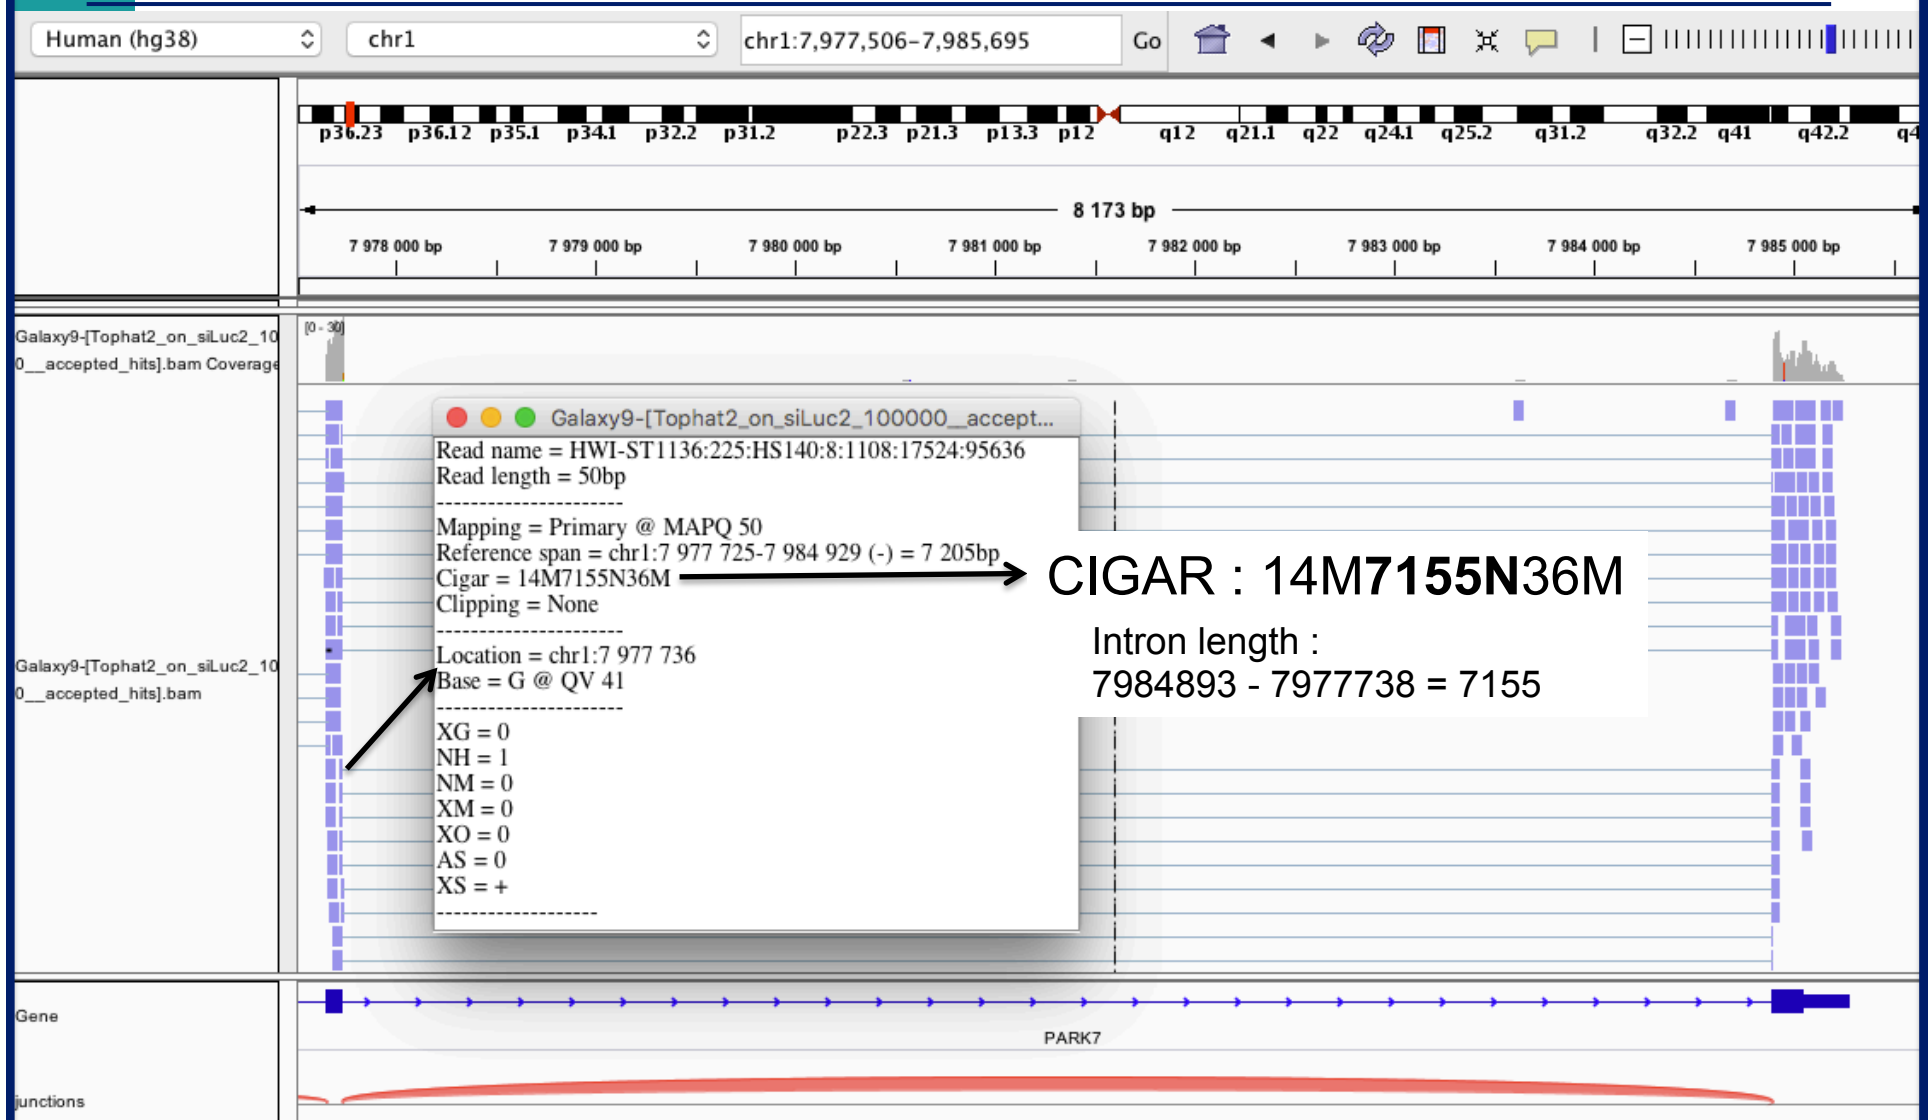 Human (hg38) chr1 chr1:7,977,506-7,985,695 Go
p36.23 p36.12 p35.1 p34.1 p32.2 p31.2 p22.3 p21.3 p13.3 p12 q12 q21.1 q22 q24.1 q25.2 q31.2 q32.2 q41 q42.2 q4
8 173 bp
7 978 000 bp 7 979 000 bp 7 980 000 bp 7 981 000 bp 7 982 000 bp 7 983 000 bp 7 984 000 bp 7 985 000 bp
Galaxy9-[Tophat2_on_siLuc2_10
0__accepted_hits].bam Coverage
[0 - 30]
Galaxy9-[Tophat2_on_siLuc2_100000__accept...
Read name = HWI-ST1136:225:HS140:8:1108:17524:95636
Read length = 50bp
----------------------
Mapping = Primary @ MAPQ 50
Reference span = chr1:7 977 725-7 984 929 (-) = 7 205bp
Cigar = 14M7155N36M
Clipping = None
----------------------
Location = chr1:7 977 736
Base = G @ QV 41
----------------------
XG = 0
NH = 1
NM = 0
XM = 0
XO = 0
AS = 0
XS = +
-------------------
CIGAR : 14M7155N36M
Intron length :
7984893 - 7977738 = 7155
Galaxy9-[Tophat2_on_siLuc2_10
0__accepted_hits].bam
Gene
PARK7
junctions